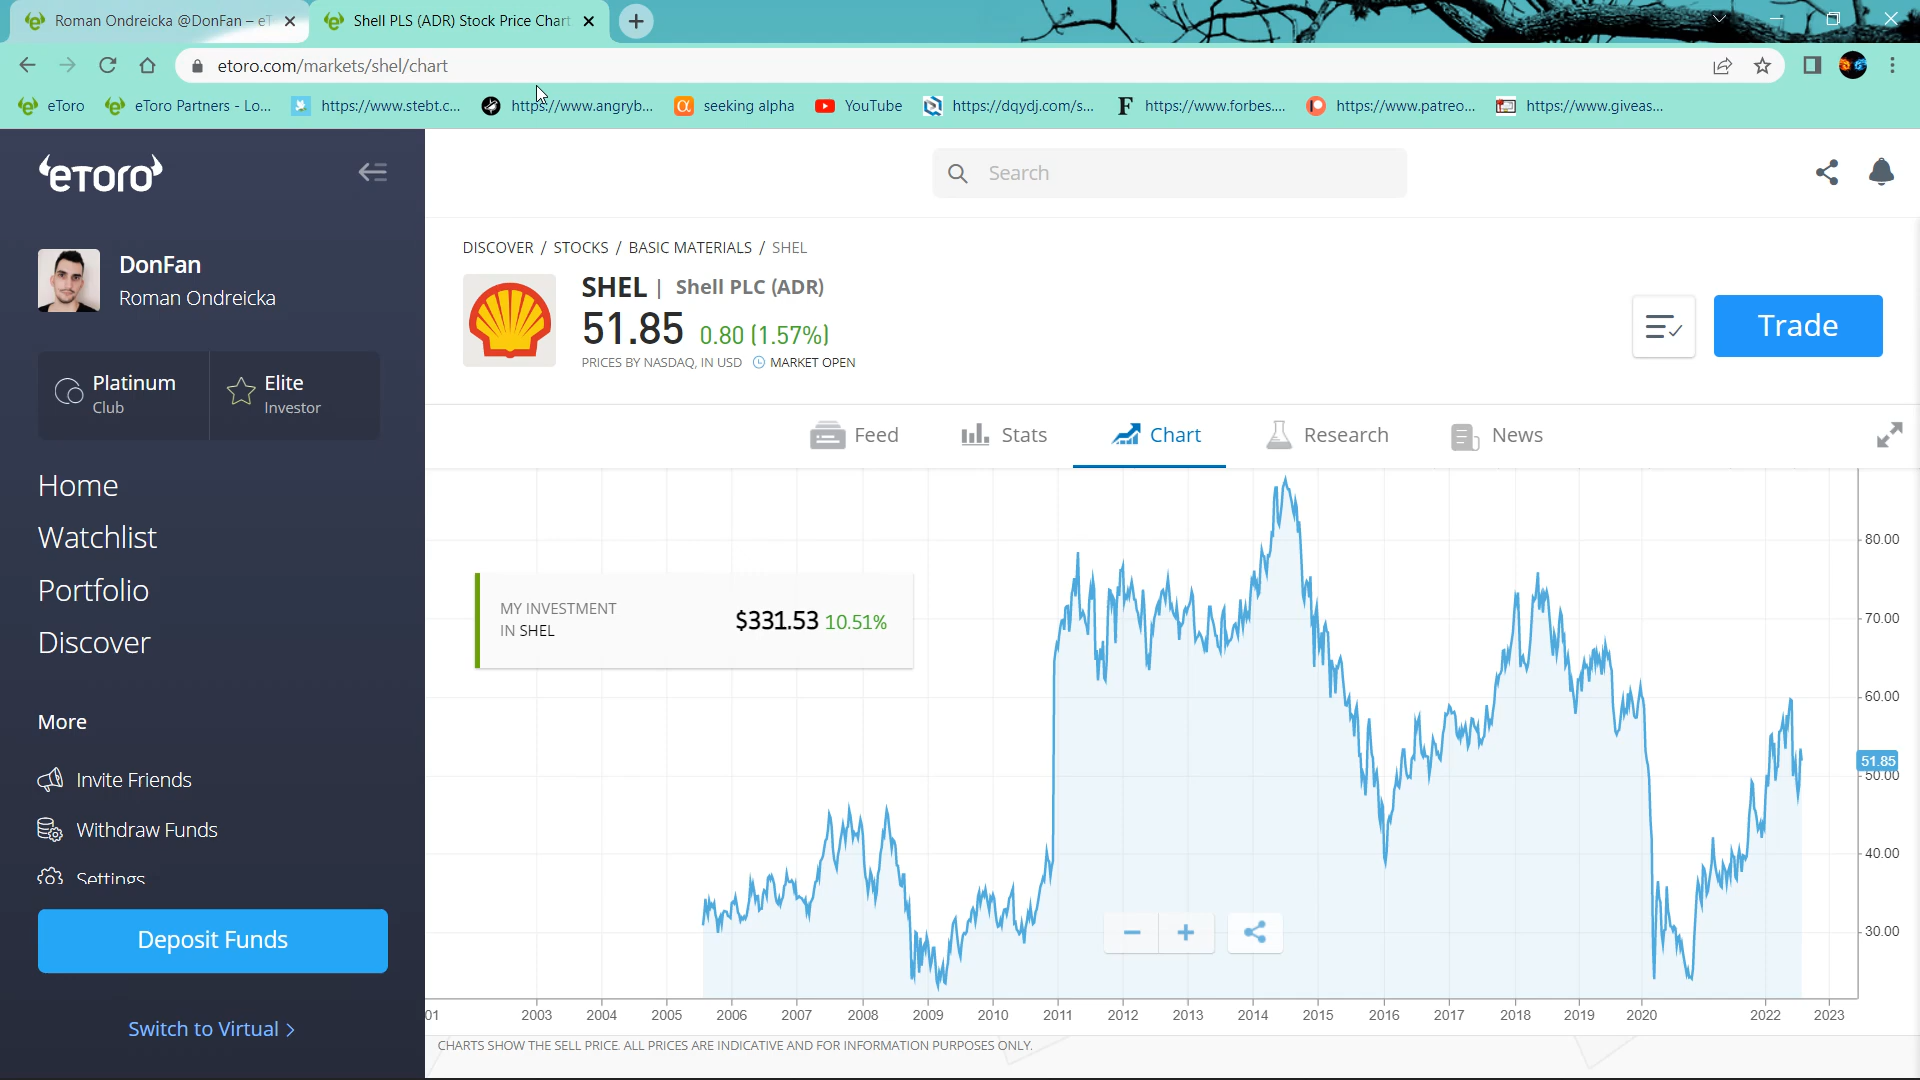 Roman Ondreicka @DonFan – eT
Shell PLS (ADR) Stock Price Chart
etoro.com/markets/shel/chart
eToro
eToro Partners - Lo...
https://www.stebt.c...
https://www.angryb...
seeking alpha
YouTube
https://dqydj.com/s...
https://www.forbes....
https://www.patreo...
https://www.giveas...
eTORO
Search
DonFan
Roman Ondreicka
Platinum
Club
Elite
Investor
Home
Watchlist
Portfolio
Discover
More
Invite Friends
Withdraw Funds
Settings
Deposit Funds
Switch to Virtual >
DISCOVER / STOCKS / BASIC MATERIALS / SHEL
SHEL | Shell PLC (ADR)
51.85 0.80 (1.57%)
PRICES BY NASDAQ, IN USD MARKET OPEN
Trade
Feed
Stats
Chart
Research
News
MY INVESTMENT
IN SHEL
$331.53 10.51%
80.00
70.00
60.00
51.85
50.00
40.00
30.00
01 2003 2004 2005 2006 2007 2008 2009 2010 2011 2012 2013 2014 2015 2016 2017 2018 2019 2020 2022 2023
CHARTS SHOW THE SELL PRICE. ALL PRICES ARE INDICATIVE AND FOR INFORMATION PURPOSES ONLY.